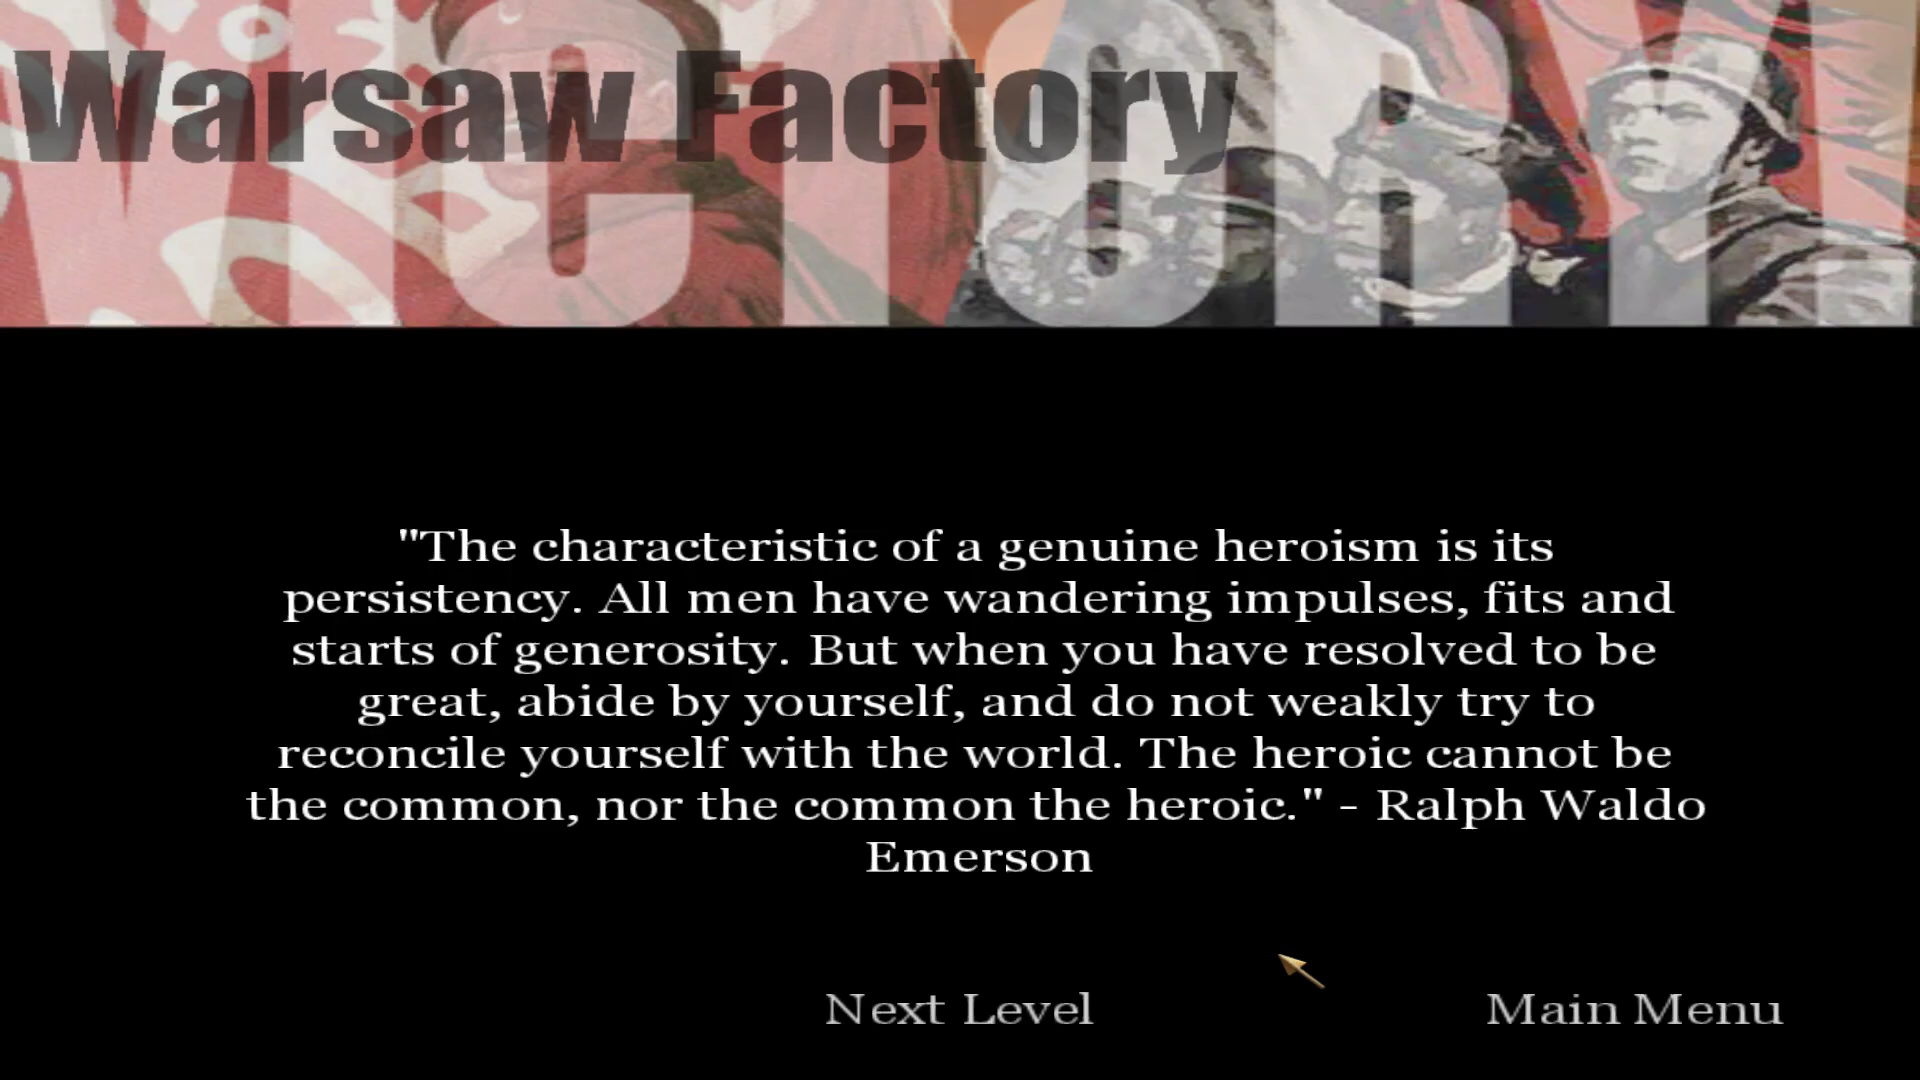 VICTORY!
Warsaw Factory
"The characteristic of a genuine heroism is its
persistency. All men have wandering impulses, fits and
starts of generosity. But when you have resolved to be
great, abide by yourself, and do not weakly try to
reconcile yourself with the world. The heroic cannot be
the common, nor the common the heroic." - Ralph Waldo
Emerson
Next Level
Main Menu